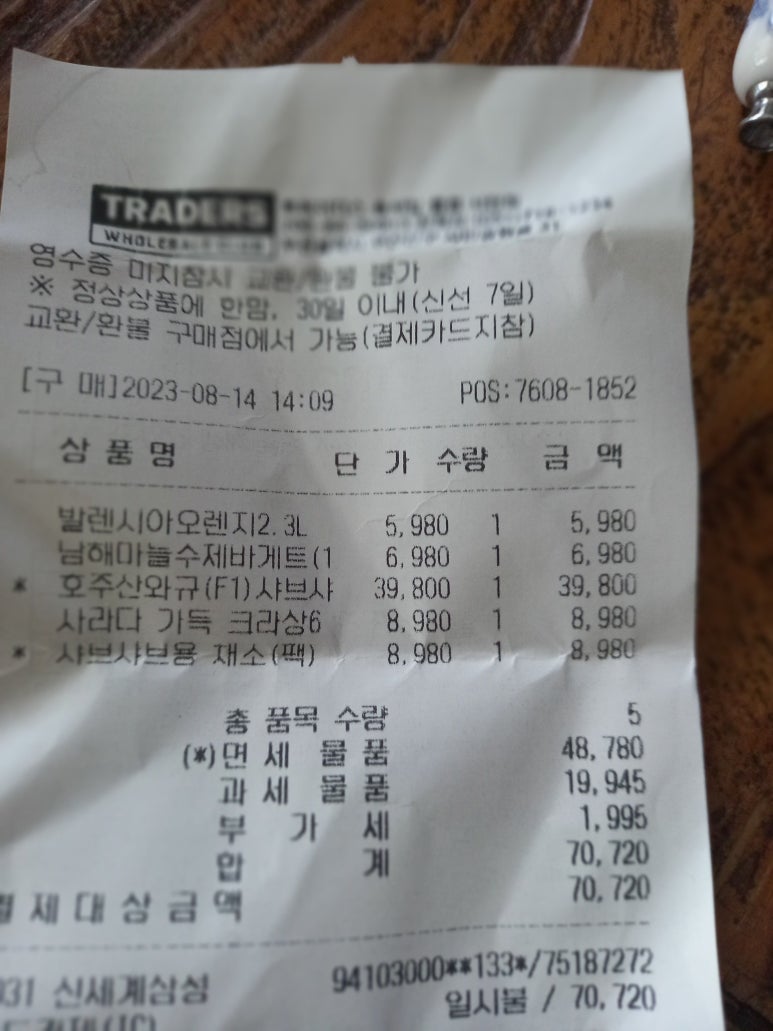 TRADERS
WHOLESALE CLUB
영수증 미지참시 교환/환불 불가
※ 정상상품에 한함, 30일 이내(신선 7일)
교환/환불 구매점에서 가능(결제카드지참)
[구 매]2023-08-14 14:09 POS:7608-1852
상 품 명 단 가 수량 금 액
발렌시아오렌지2.3L 5,980 1 5,980
남해마늘수제바게트(1 6,980 1 6,980
* 호주산와규(F1)샤브샤 39,800 1 39,800
사라다 가득 크라상6 8,980 1 8,980
* 샤브샤브용 재소(팩) 8,980 1 8,980
총 품목 수량 5
(*)면 세 물 품 48,780
과 세 물 품 19,945
부 가 세 1,995
합 계 70,720
결 제 대 상 금 액 70,720
031 신세계삼성 94103000**133*/75187272
일시불 / 70,720